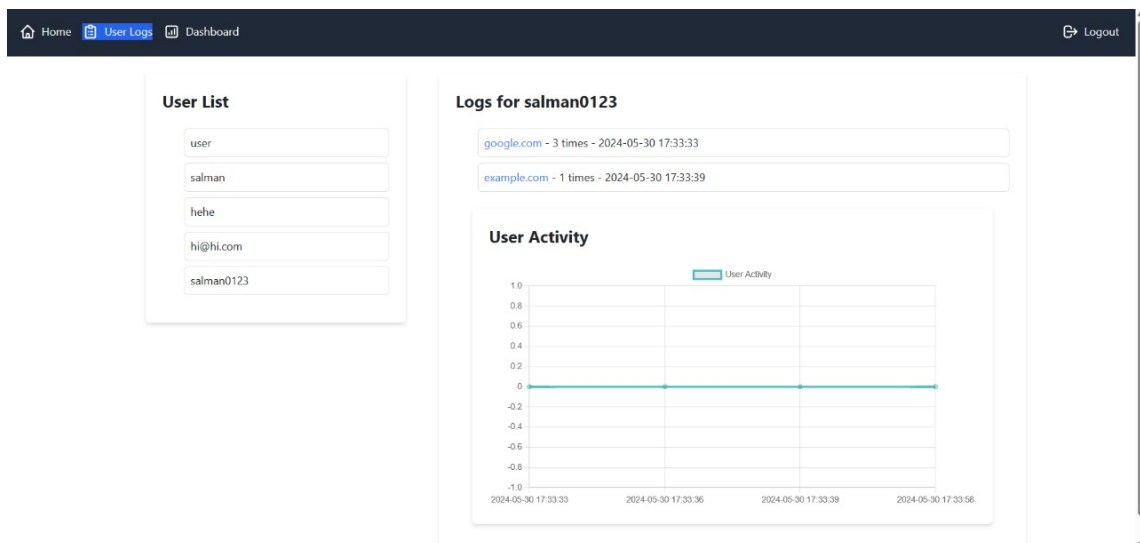 Home User Logs Dashboard Logout
User List
user
salman
hehe
hi@hi.com
salman0123
Logs for salman0123
google.com - 3 times - 2024-05-30 17:33:33
example.com - 1 times - 2024-05-30 17:33:39
User Activity
User Activity
1.0
0.8
0.6
0.4
0.2
0
-0.2
-0.4
-0.6
-0.8
-1.0
2024-05-30 17:33:33 2024-05-30 17:33:36 2024-05-30 17:33:39 2024-05-30 17:33:56